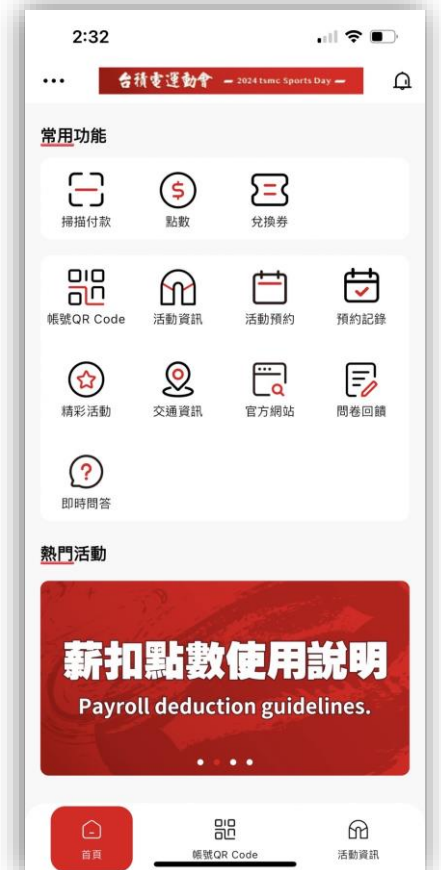 2:32
台積電運動會 — 2024 tsmc Sports Day —
常用功能
掃描付款 點數 兌換券
帳號QR Code 活動資訊 活動預約 預約記錄
精彩活動 交通資訊 官方網站 問卷回饋
即時問答
熱門活動
薪扣點數使用說明
Payroll deduction guidelines.
首頁 帳號QR Code 活動資訊